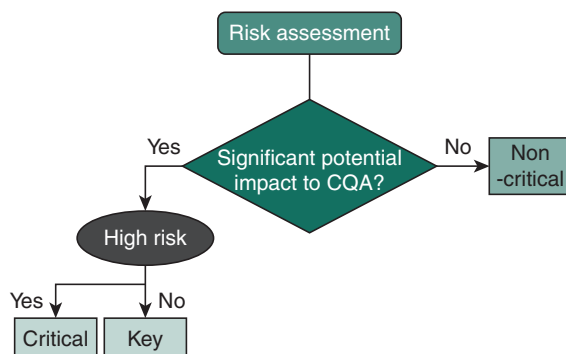 Risk assessment
Yes
Significant potential
impact to CQA?
No
Non
-critical
High risk
Yes
No
Critical
Key